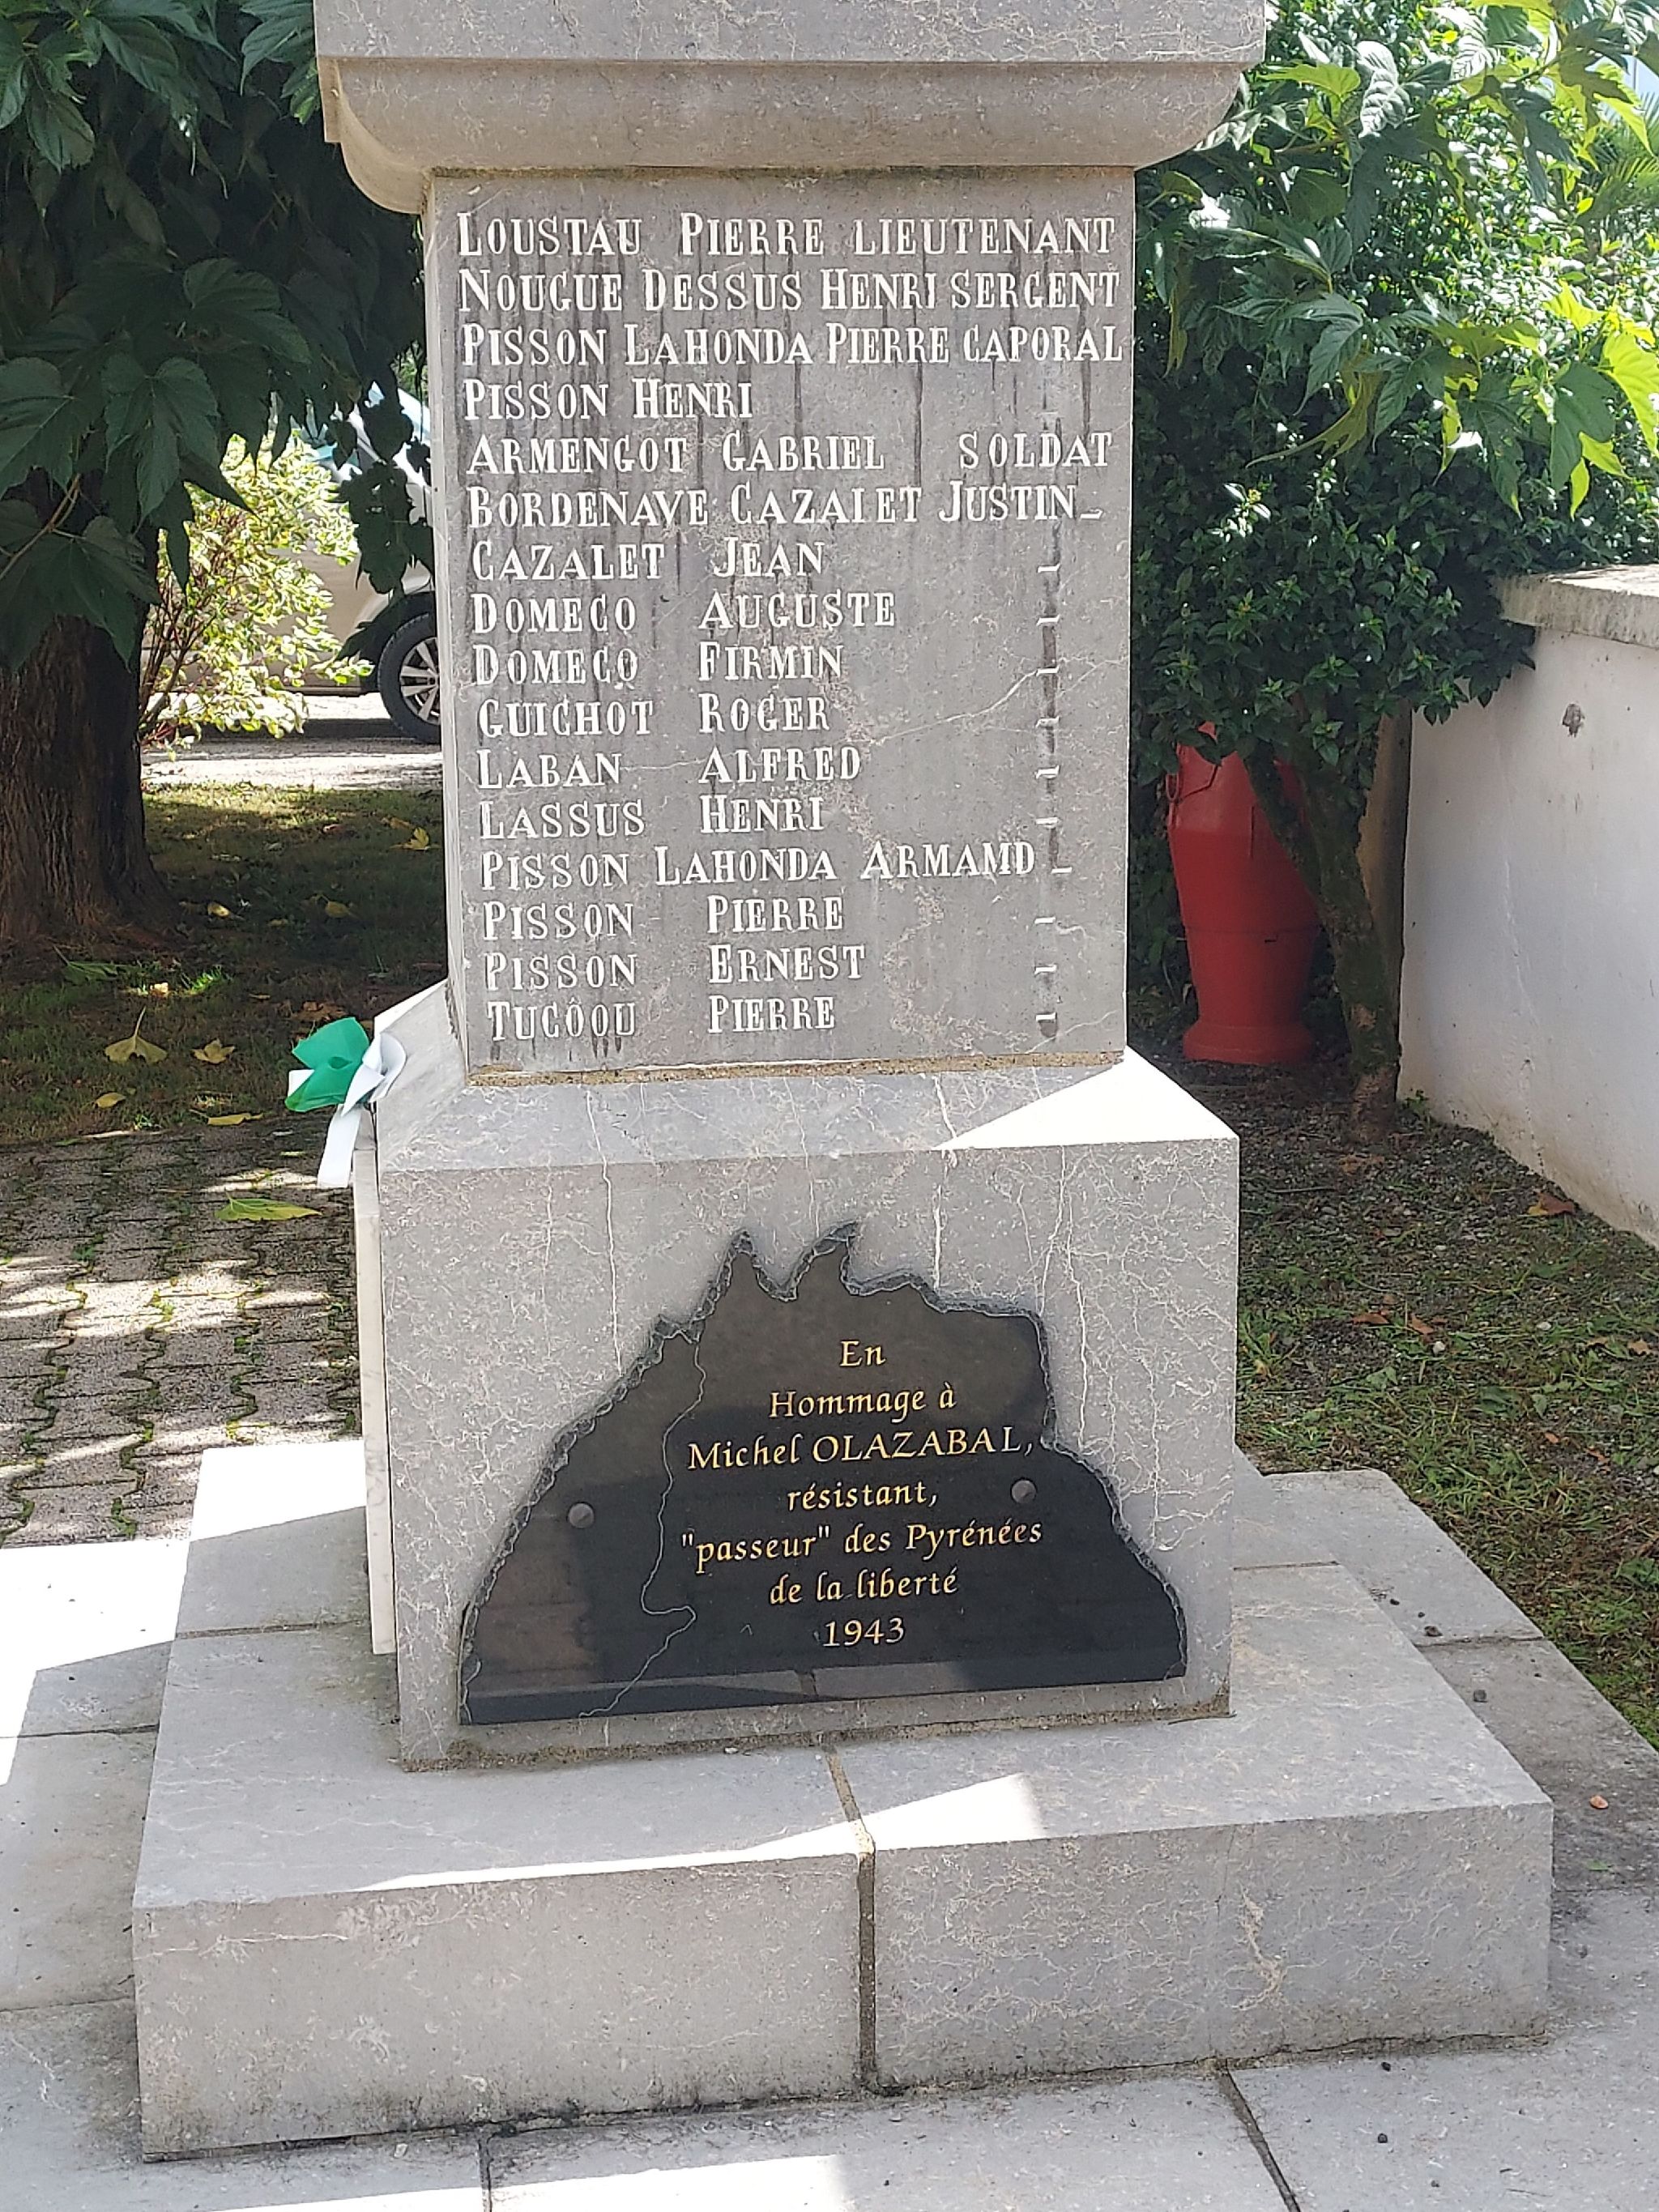 LOUSTAU PIERRE LIEUTENANT
NOUGUE DESSUS HENRI SERGENT
PISSON LAHONDA PIERRE CAPORAL
PISSON HENRI -
ARMENGOT GABRIEL SOLDAT
BORDENAVE CAZALET JUSTIN -
CAZALET JEAN -
DOMECQ AUGUSTE -
DOMECQ FIRMIN -
GUICHOT ROGER -
LABAN ALFRED -
LASSUS HENRI -
PISSON LAHONDA ARMAMD -
PISSON PIERRE -
PISSON ERNEST -
TUCÔOU PIERRE -
En
Hommage à
Michel OLAZABAL,
résistant,
"passeur" des Pyrénées
de la liberté
1943